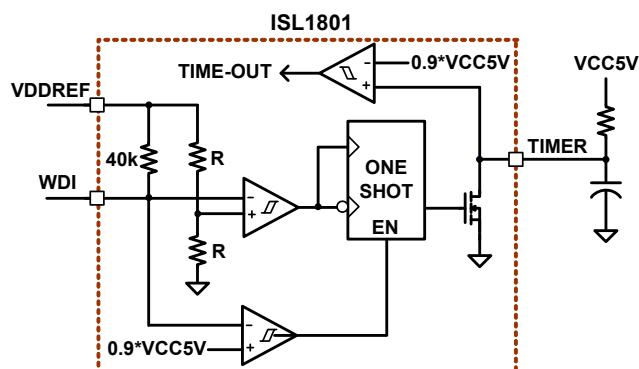 ISL1801
TIME-OUT
0.9*VCC5V
VCC5V
VDDREF
-
+
40k
R
ONE
SHOT
TIMER
WDI
-
+
R
EN
-
0.9*VCC5V
+